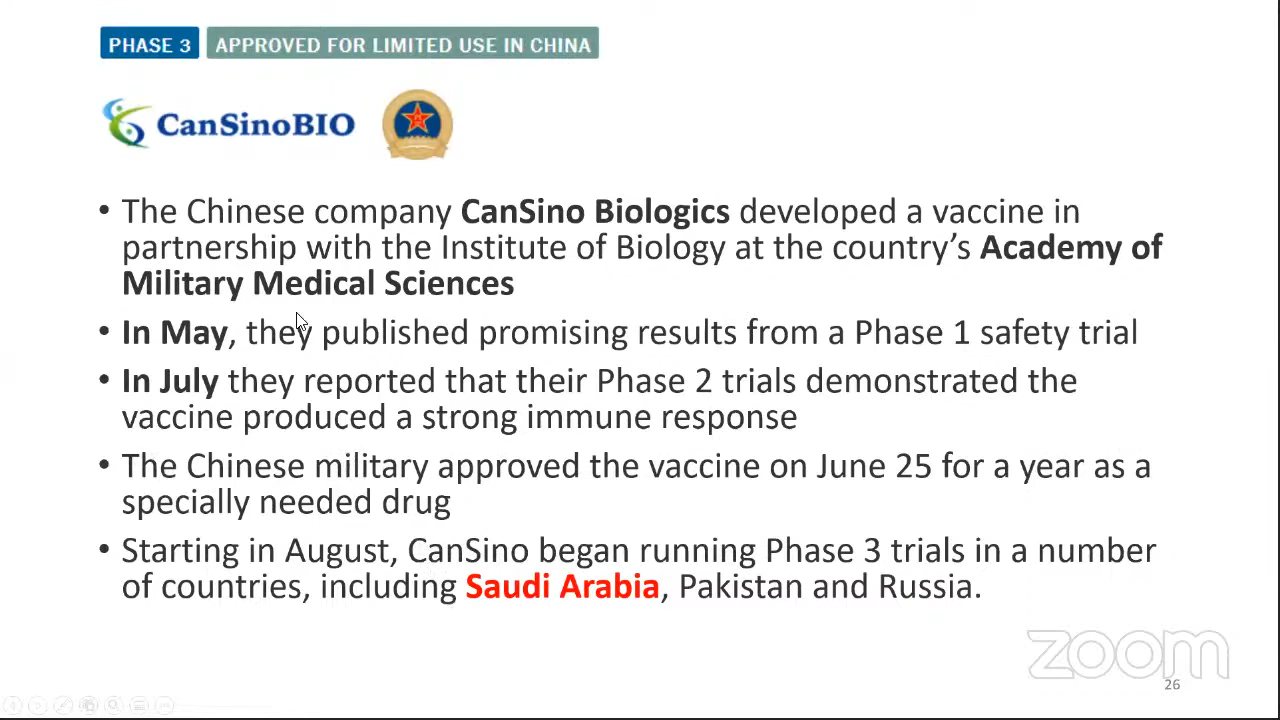 PHASE 3 APPROVED FOR LIMITED USE IN CHINA
CanSinoBIO
• The Chinese company CanSino Biologics developed a vaccine in
partnership with the Institute of Biology at the country’s Academy of
Military Medical Sciences
• In May, they published promising results from a Phase 1 safety trial
• In July they reported that their Phase 2 trials demonstrated the
vaccine produced a strong immune response
• The Chinese military approved the vaccine on June 25 for a year as a
specially needed drug
• Starting in August, CanSino began running Phase 3 trials in a number
of countries, including Saudi Arabia, Pakistan and Russia.
zoom
26